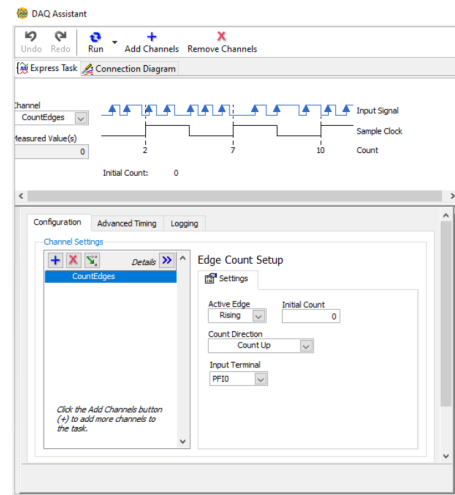 DAQ Assistant
Undo Redo Run Add Channels Remove Channels
Express Task Connection Diagram
Channel
CountEdges
Input Signal
Sample Clock
Measured Value(s)
0 2 7 10 Count
Initial Count: 0
Configuration Advanced Timing Logging
Channel Settings
Details
CountEdges
Click the Add Channels button
(+) to add more channels to
the task.
Edge Count Setup
Settings
Active Edge Initial Count
Rising 0
Count Direction
Count Up
Input Terminal
PFI0